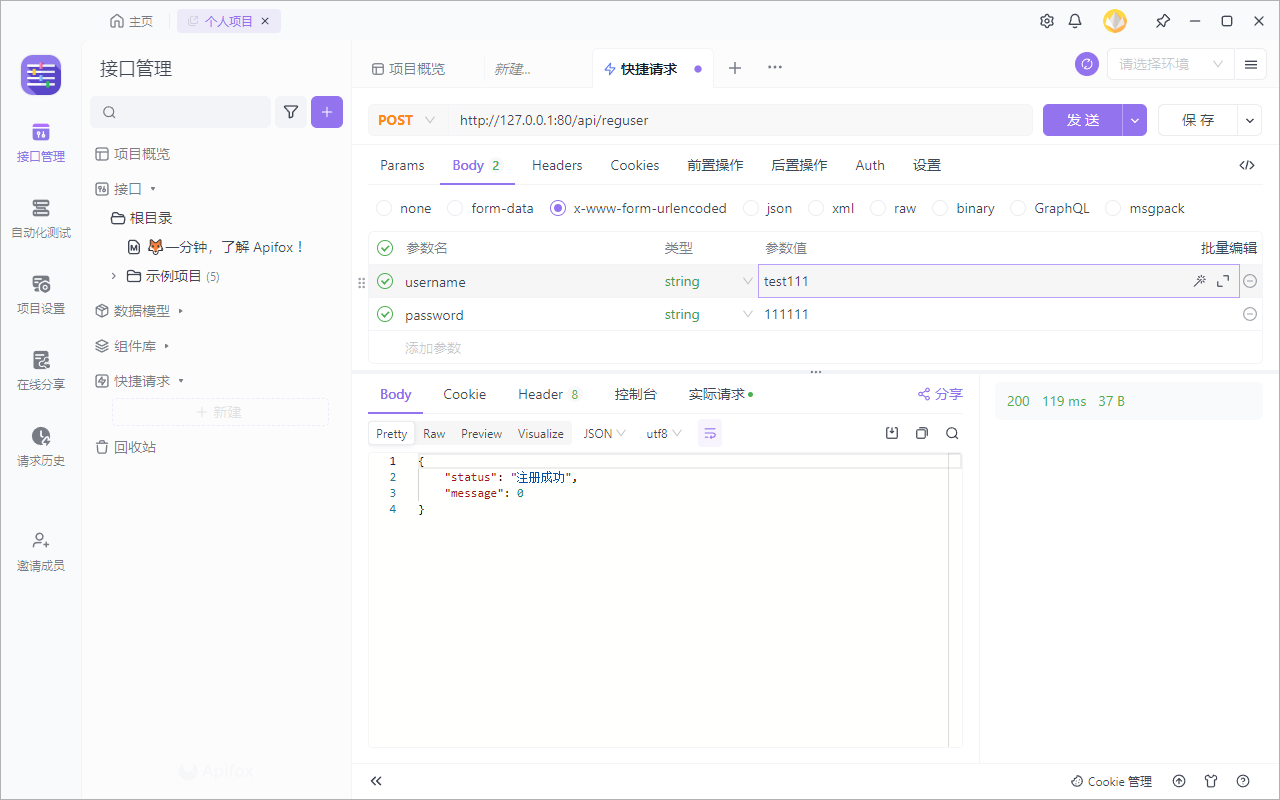 主页
个人项目
接口管理
自动化测试
项目设置
在线分享
请求历史
邀请成员
接口管理
项目概览
接口
根目录
一分钟，了解 Apifox！
示例项目 (5)
数据模型
组件库
快捷请求
新建
回收站
Apifox
项目概览 新建... 快捷请求
请选择环境
POST http://127.0.0.1:80/api/reguser 发 送 保 存
Params Body 2 Headers Cookies 前置操作 后置操作 Auth 设置
none form-data x-www-form-urlencoded json xml raw binary GraphQL msgpack
参数名 类型 参数值 批量编辑
username string test111
password string 111111
添加参数
Body Cookie Header 8 控制台 实际请求 分享
200 119 ms 37 B
Pretty Raw Preview Visualize JSON utf8
1 {
2 "status": "注册成功",
3 "message": 0
4 }
Cookie 管理